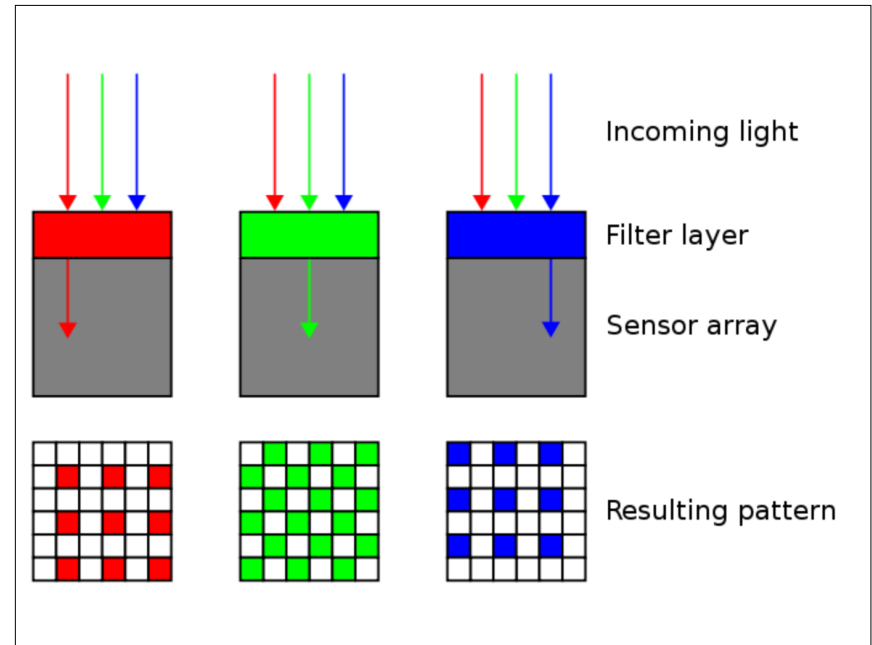 Incoming light
Filter layer
Sensor array
Resulting pattern